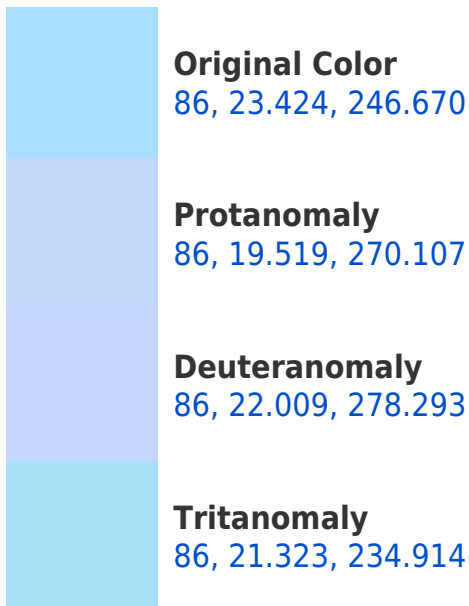 Original Color
86, 23.424, 246.670
Protanomaly
86, 19.519, 270.107
Deuteranomaly
86, 22.009, 278.293
Tritanomaly
86, 21.323, 234.914